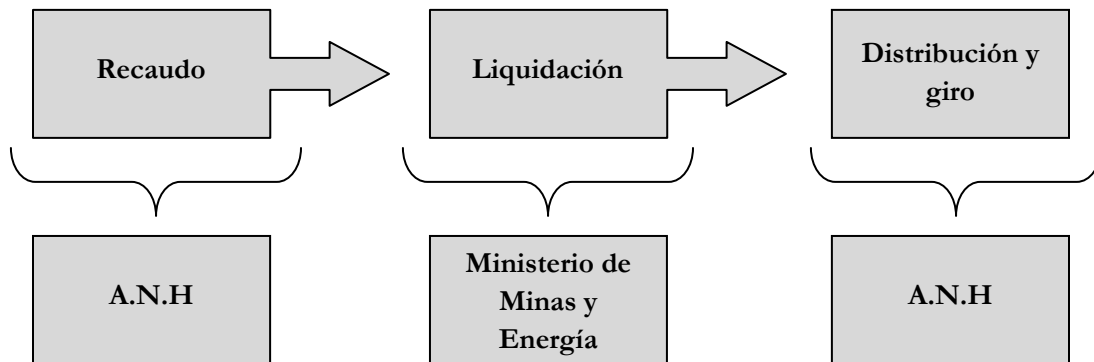 Recaudo
Liquidación
Distribución y
giro
A.N.H
Ministerio de
Minas y
Energía
A.N.H